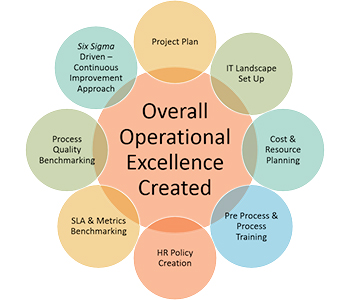 Project Plan
IT Landscape
Set Up
Cost &
Resource
Planning
Pre Process &
Process
Training
HR Policy
Creation
SLA & Metrics
Benchmarking
Process
Quality
Benchmarking
Six Sigma
Driven –
Continuous
Improvement
Approach
Overall
Operational
Excellence
Created